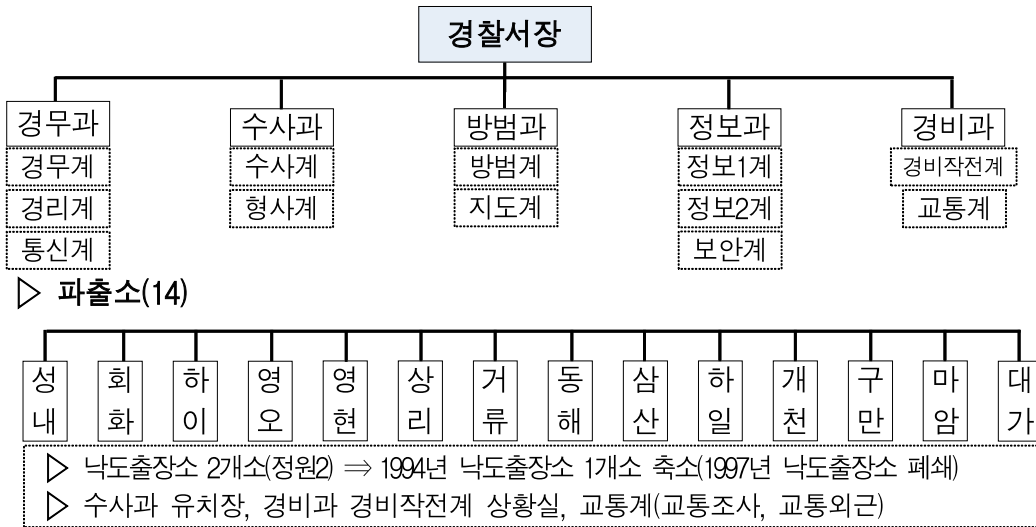 경찰서장
경무과 수사과 방범과 정보과 경비과
경무계 수사계 방범계 정보1계 경비작전계
경리계 형사계 지도계 정보2계 교통계
통신계 보안계
▷ 파출소(14)
성내 회화 하이 영오 영현 상리 거류 동해 삼산 하일 개천 구만 마암 대가
▷ 낙도출장소 2개소(정원2) ⇒ 1994년 낙도출장소 1개소 축소(1997년 낙도출장소 폐쇄)
▷ 수사과 유치장, 경비과 경비작전계 상황실, 교통계(교통조사, 교통외근)